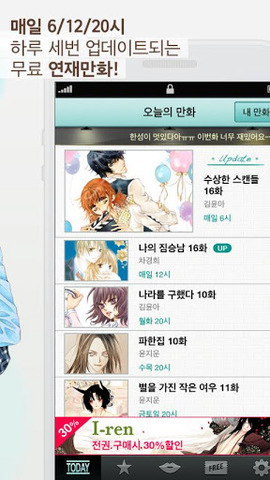 매일 6/12/20시
하루 세번 업데이트되는
무료 연재만화!
오늘의 만화
내 만화
한성이 멋있다아ㅠㅠ 이번화 너무 재밌어요~
Update
수상한 스캔들
16화
김윤아
매일 6시
나의 짐승남 16화 UP
차경희
매일 12시
나라를 구했다 10화
김윤아
월화 20시
파한집 10화
윤지운
수목 20시
별을 가진 작은 여우 11화
윤지운
금토일 20시
30%
I-ren
전권,구매시,30%할인
TODAY
FREE